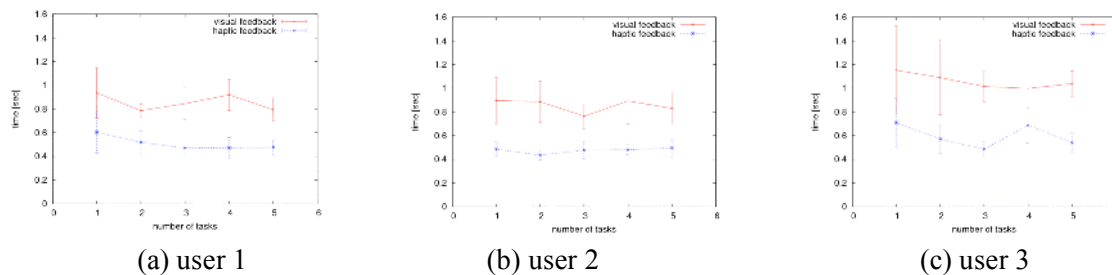 visual feedback
haptic feedback
time [sec]
1.6
1.4
1.2
1
0.8
0.6
0.4
0.2
0
0 1 2 3 4 5 6
number of tasks
(a) user 1
visual feedback
haptic feedback
time [sec]
1.6
1.4
1.2
1
0.8
0.6
0.4
0.2
0
0 1 2 3 4 5 6
number of tasks
(b) user 2
visual feedback
haptic feedback
time [sec]
1.6
1.4
1.2
1
0.8
0.6
0.4
0.2
0
0 1 2 3 4 5
number of tasks
(c) user 3